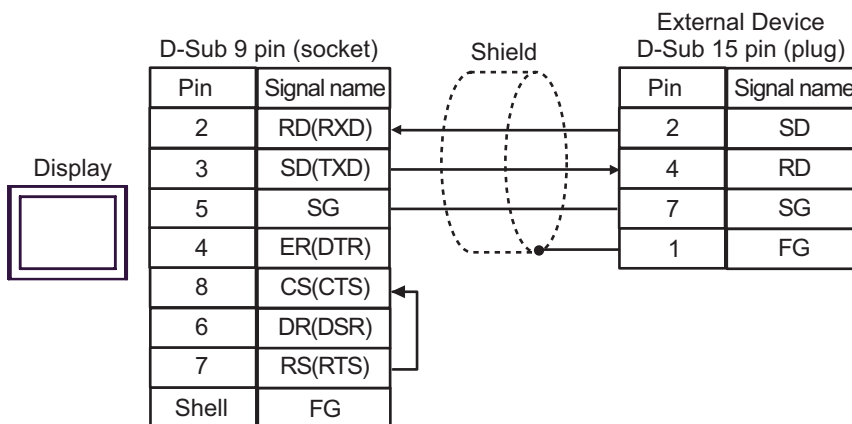 External Device
D-Sub 9 pin (socket) Shield D-Sub 15 pin (plug)
Pin Signal name Pin Signal name
2 RD(RXD) 2 SD
Display 3 SD(TXD) 4 RD
5 SG 7 SG
4 ER(DTR) 1 FG
8 CS(CTS)
6 DR(DSR)
7 RS(RTS)
Shell FG